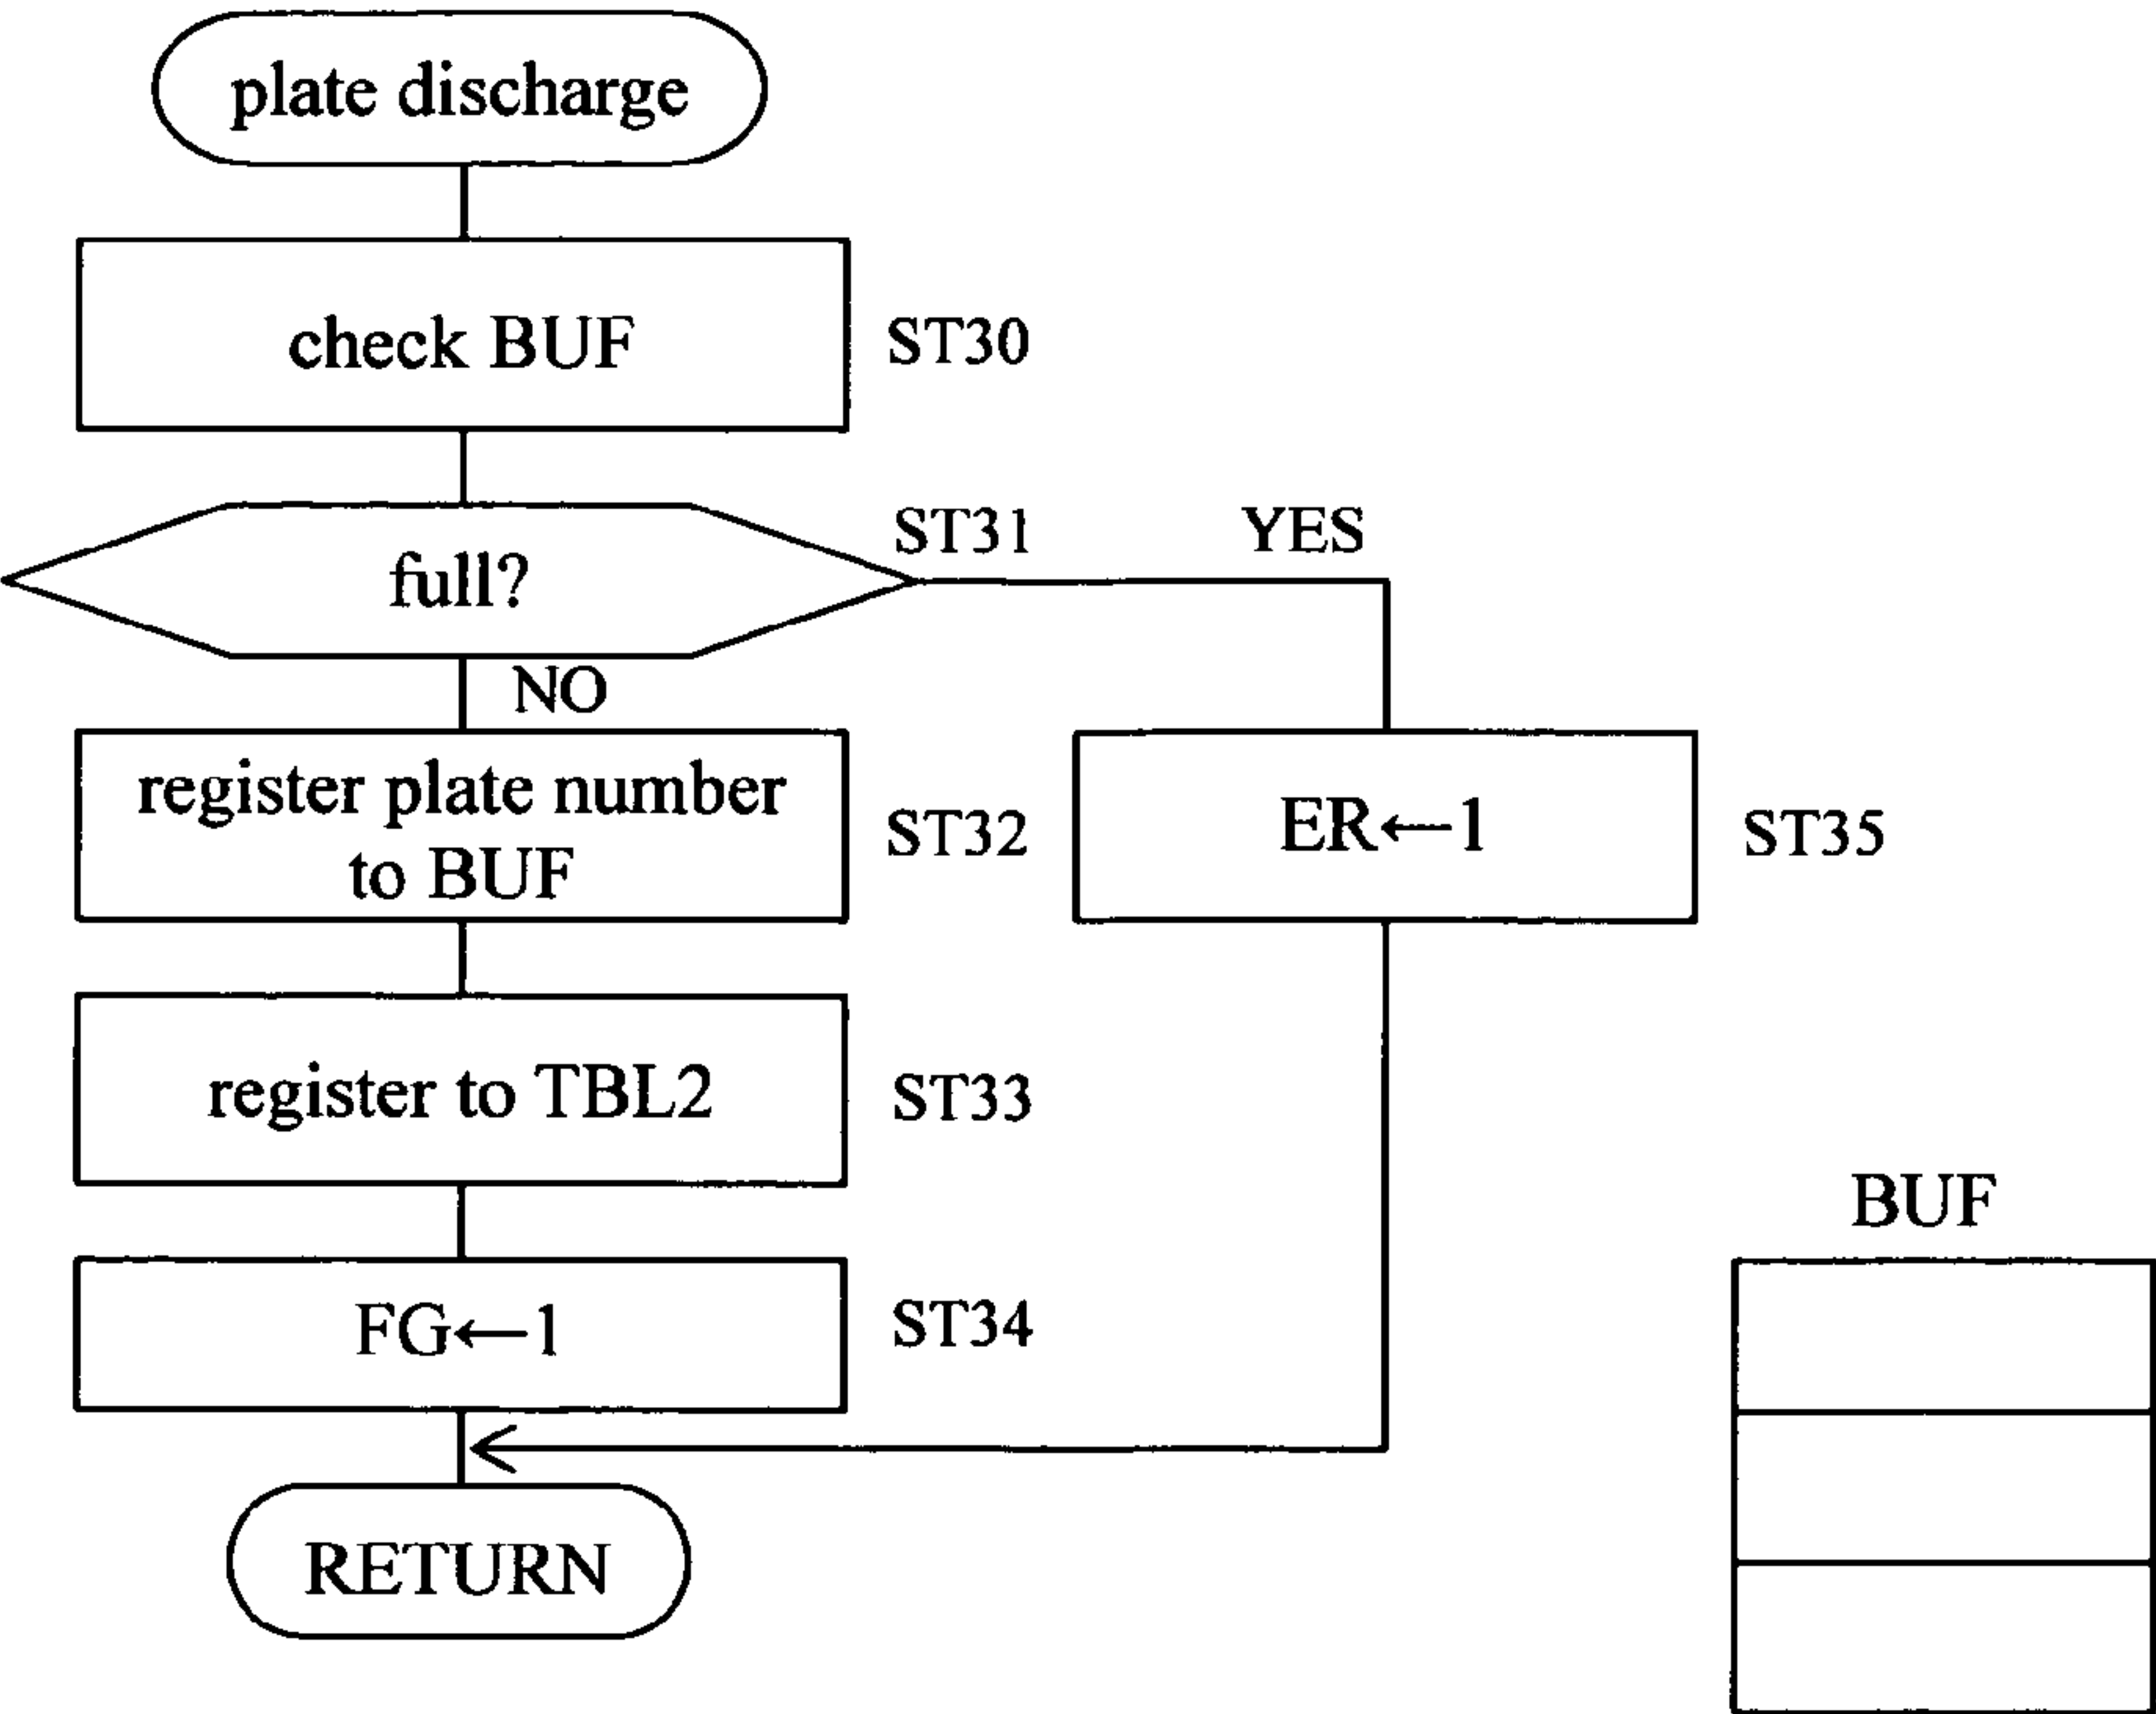 plate discharge
check BUF
ST30
full?
ST31
YES
NO
register plate number
to BUF
ST32
ER←1
ST35
register to TBL2
ST33
FG←1
ST34
RETURN
BUF